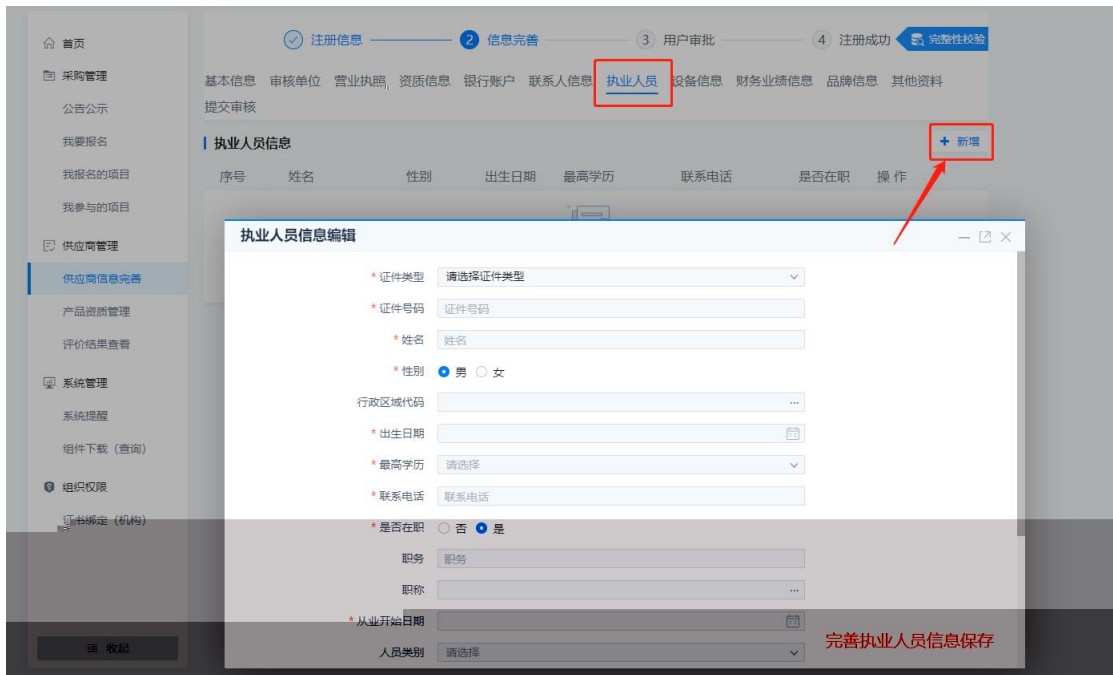 首页
采购管理
公告公示
我要报名
我报名的项目
我参与的项目
供应商管理
供应商信息完善
产品资质管理
评价结果查看
系统管理
系统提醒
组件下载（查询）
组织权限
证书绑定（机构）
收起
注册信息 2 信息完善 3 用户审批 4 注册成功 完整性校验
基本信息 审核单位 营业执照 资质信息 银行账户 联系人信息 执业人员 设备信息 财务业绩信息 品牌信息 其他资料
提交审核
执业人员信息 + 新增
序号 姓名 性别 出生日期 最高学历 联系电话 是否在职 操作
执业人员信息编辑
* 证件类型 请选择证件类型
* 证件号码 证件号码
* 姓名 姓名
* 性别 男 女
行政区域代码 ...
* 出生日期
* 最高学历 请选择
* 联系电话 联系电话
* 是否在职 否 是
职务 职务
职称 ...
* 从业开始日期
人员类别 请选择
完善执业人员信息保存